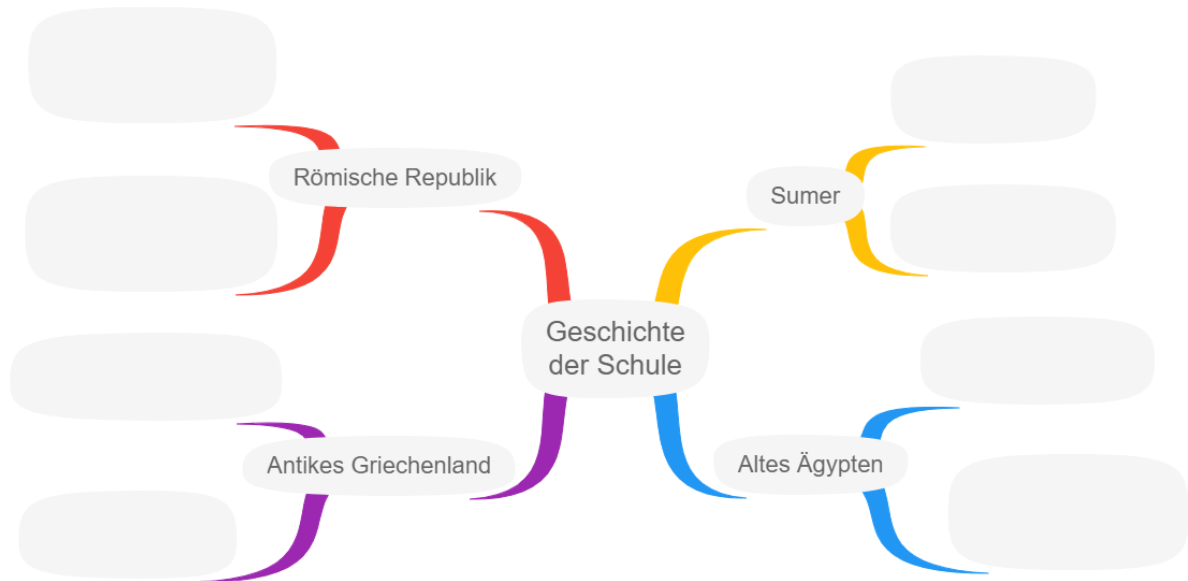 Römische Republik
Sumer
Geschichte
der Schule
Antikes Griechenland
Altes Ägypten